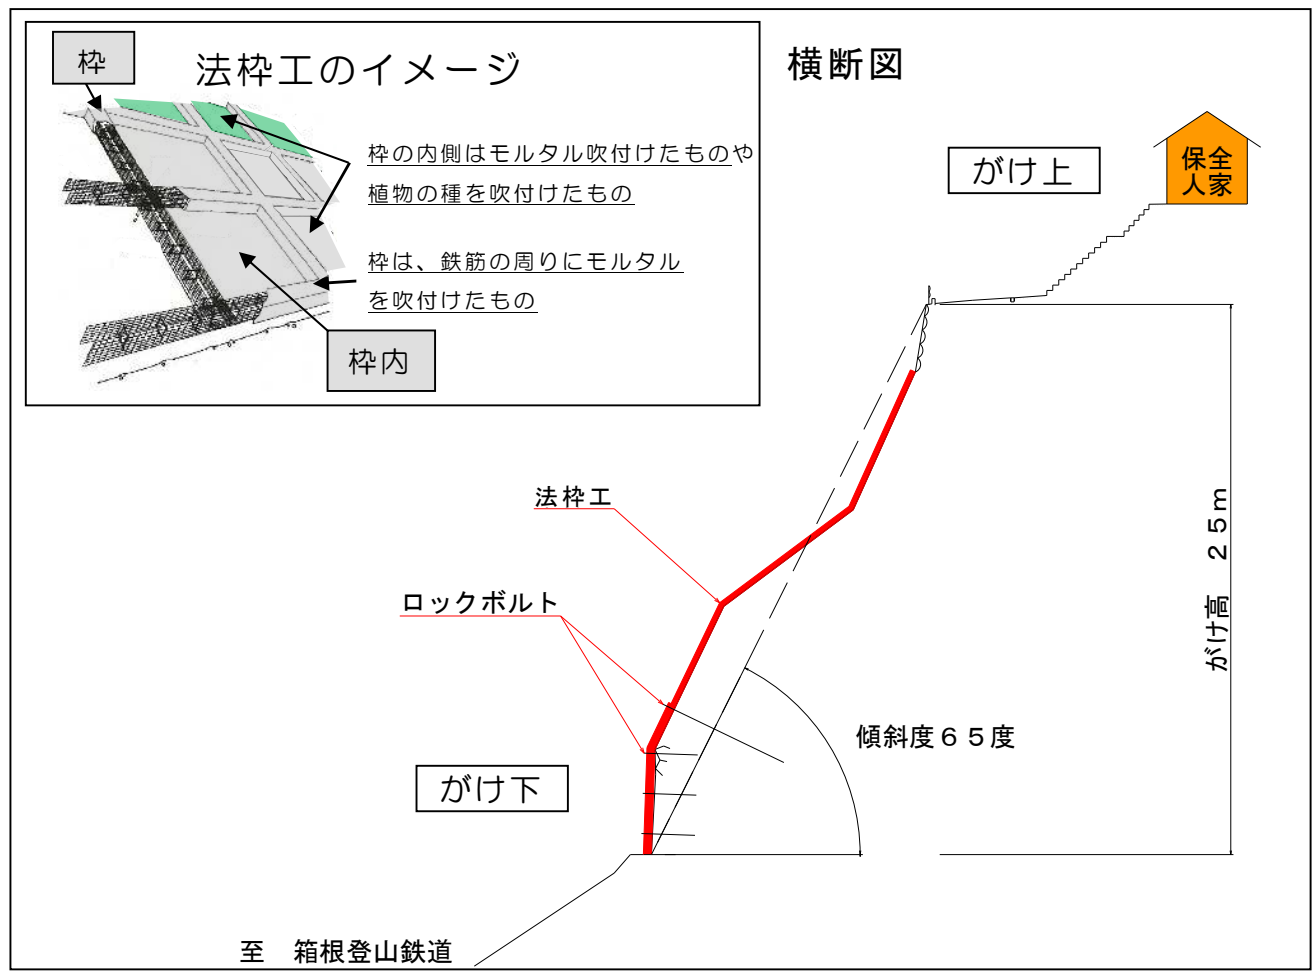 枠
法枠工のイメージ
枠の内側はモルタル吹付けたものや
植物の種を吹付けたもの
枠は、鉄筋の周りにモルタル
を吹付けたもの
枠内
横断図
がけ上
保全
人家
法枠工
ロックボルト
がけ高　２５ｍ
傾斜度６５度
がけ下
至　箱根登山鉄道